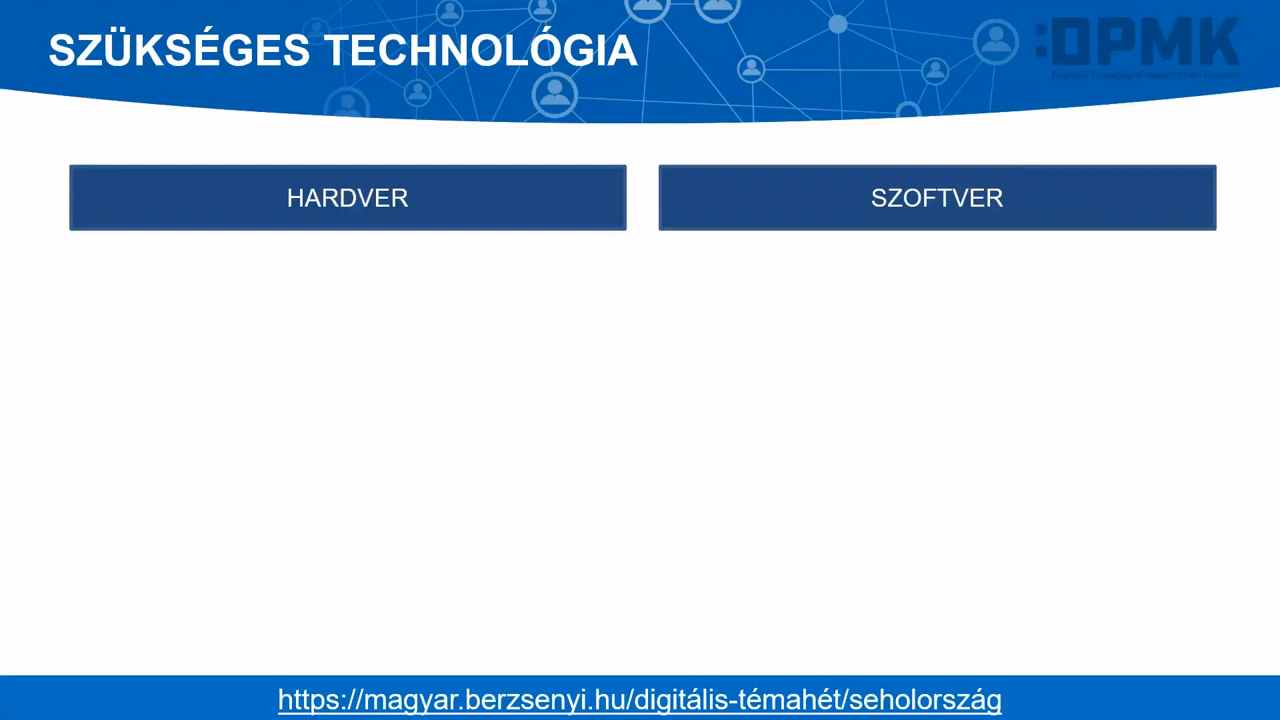 SZÜKSÉGES TECHNOLÓGIA
:DPMK
HARDVER
SZOFTVER
https://magyar.berzsenyi.hu/digitális-témahét/seholország